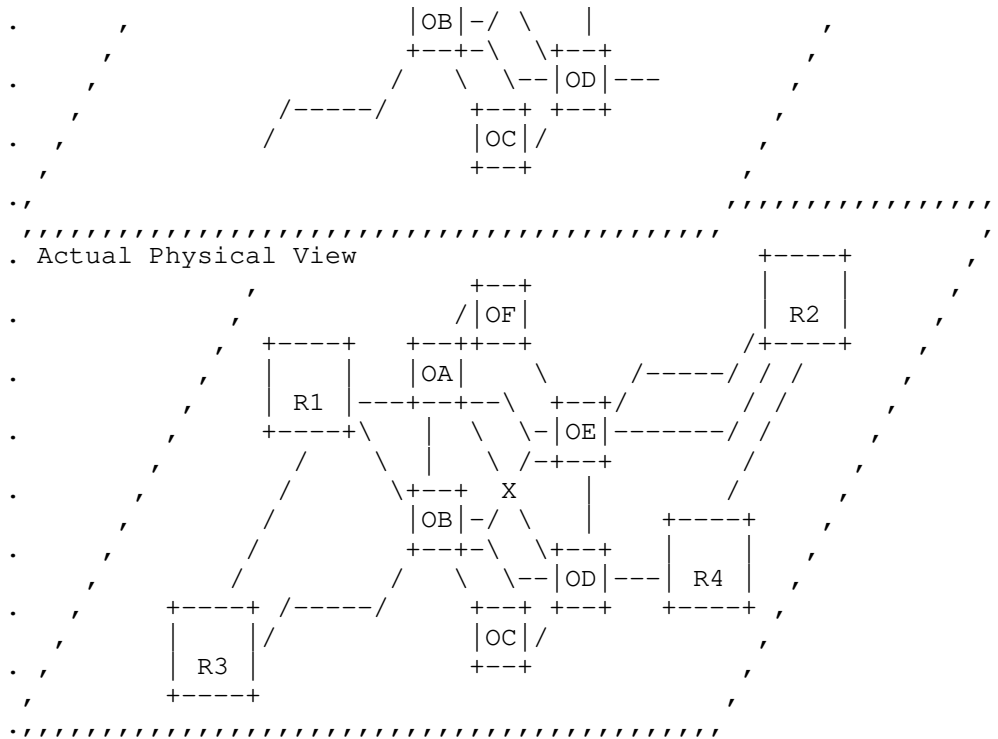 OB
OD
OC
Actual Physical View
OF
R2
OA
R1
OE
OB
OD
R4
OC
R3